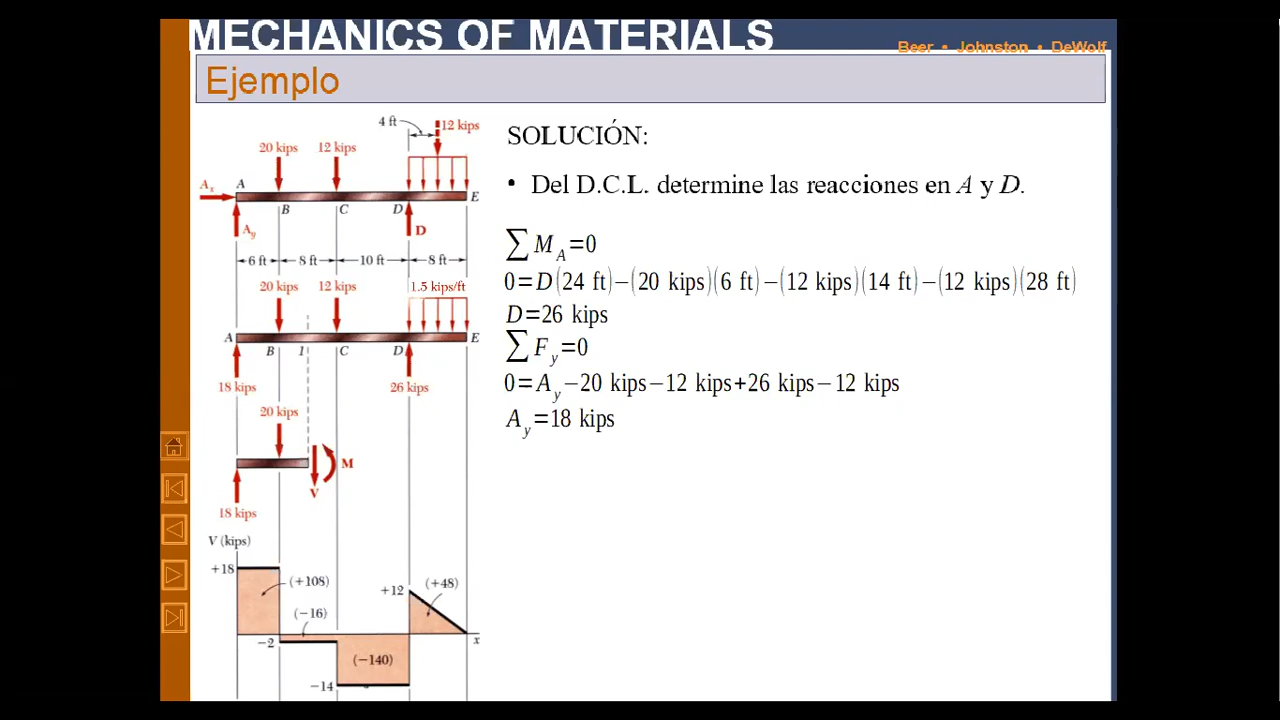 MECHANICS OF MATERIALS
Beer • Johnston • DeWolf
Ejemplo
4 ft
12 kips
20 kips
12 kips
Ax
A
B
C
D
E
Ay
D
6 ft
8 ft
10 ft
8 ft
20 kips
12 kips
1.5 kips/ft
A
B
1
C
D
E
18 kips
26 kips
20 kips
M
V
18 kips
V (kips)
+18
(+108)
+12
(+48)
(−16)
−2
x
(−140)
−14
SOLUCIÓN:
• Del D.C.L. determine las reacciones en A y D.
∑ M_A=0
0=D(24 ft)−(20 kips)(6 ft)−(12 kips)(14 ft)−(12 kips)(28 ft)
D=26 kips
∑ F_y=0
0=A_y−20 kips−12 kips+26 kips−12 kips
A_y=18 kips